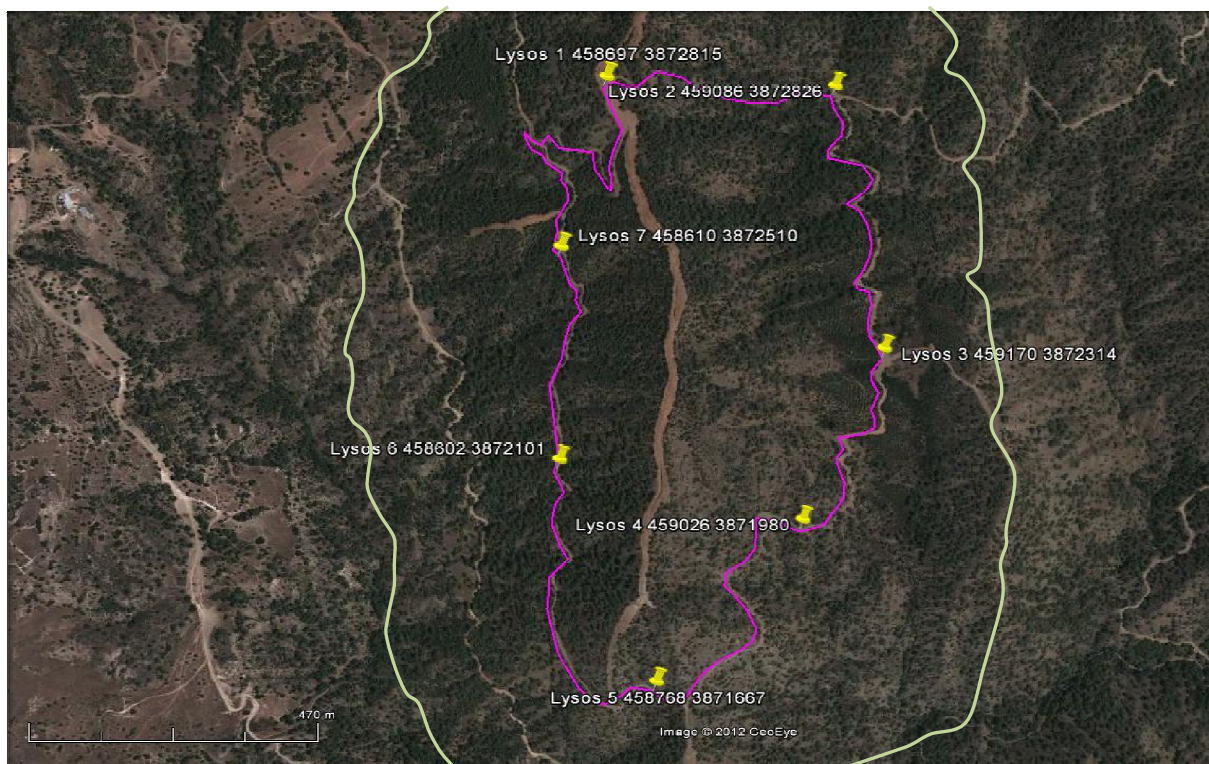 Lysos 1 458697 3872815
Lysos 2 459086 3872826
Lysos 7 458610 3872510
Lysos 3 459170 3872314
Lysos 6 458602 3872101
Lysos 4 459026 3871980
Lysos 5 458768 3871667
470 m
Image © 2012 GeoEye